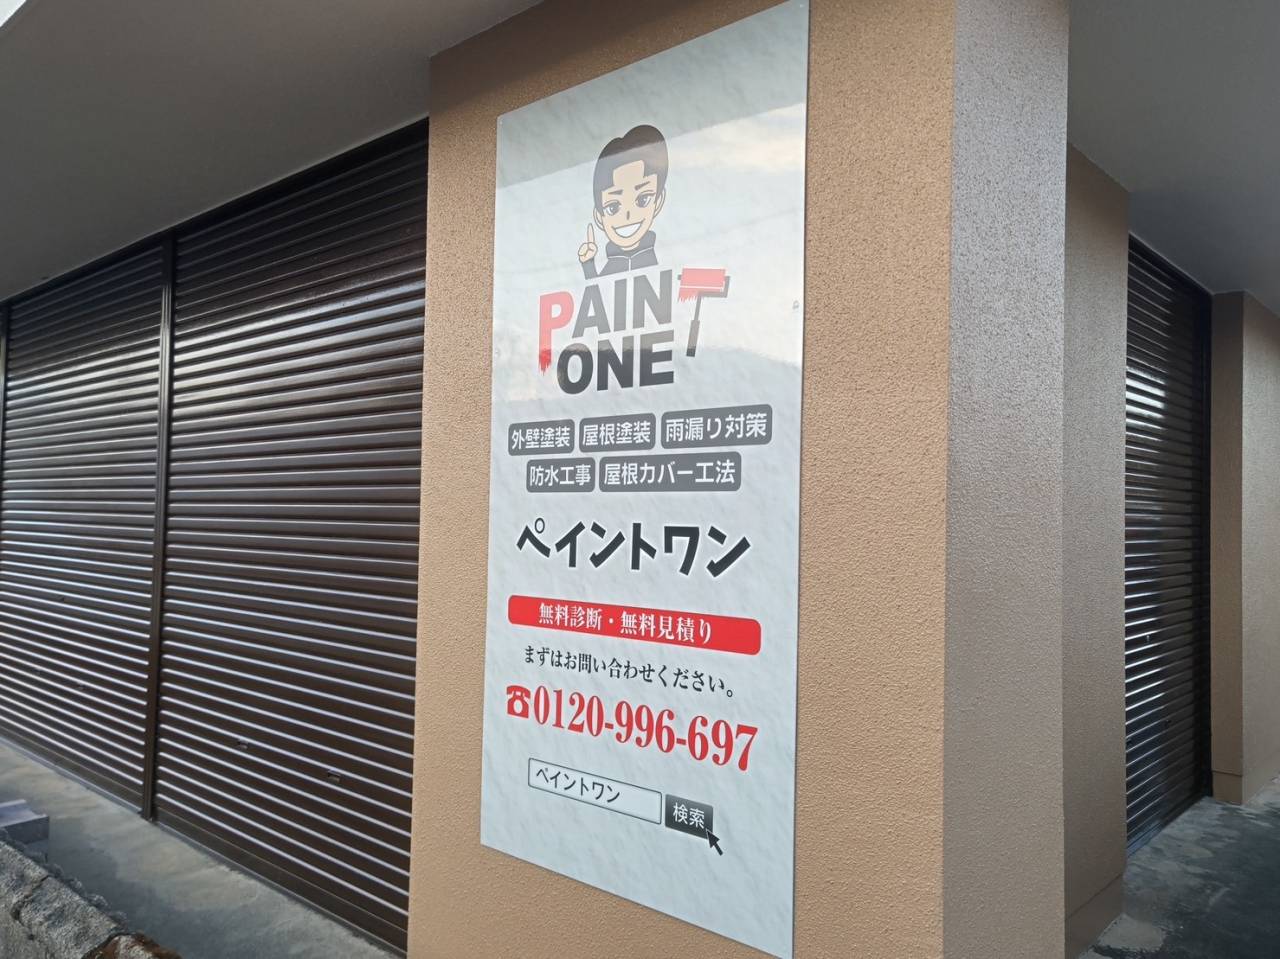 PAINT
ONE
外壁塗装 屋根塗装 雨漏り対策
防水工事 屋根カバー工法
ペイントワン
無料診断・無料見積り
まずはお問い合わせください。
☎0120-996-697
ペイントワン 検索